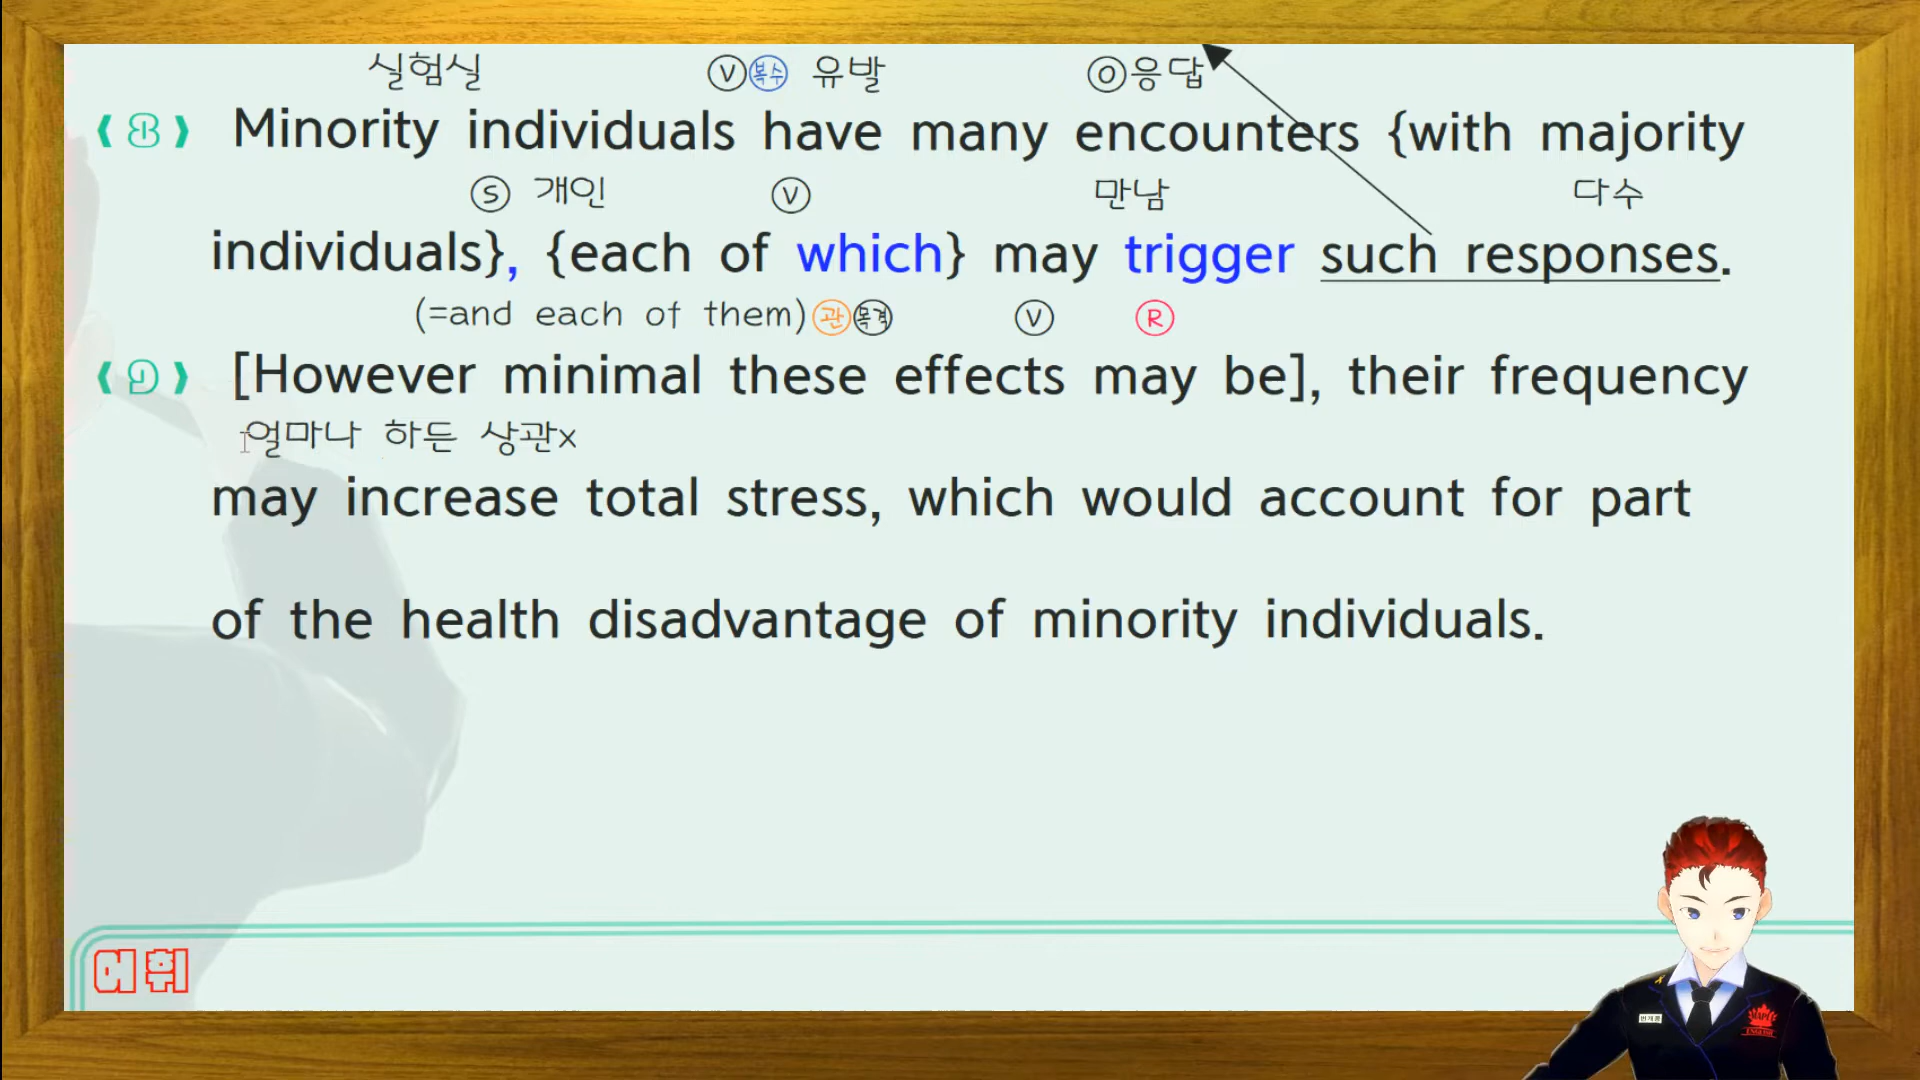 실험실 Ⓥ 복수 유발 Ⓞ응답
❨ 8 ❩ Minority individuals have many encounters {with majority
Ⓢ 개인 Ⓥ 만남 다수
individuals}, {each of which} may trigger such responses.
(=and each of them) 관 목격 Ⓥ Ⓡ
❨ 9 ❩ [However minimal these effects may be], their frequency
얼마나 하든 상관x
may increase total stress, which would account for part
of the health disadvantage of minority individuals.
어휘